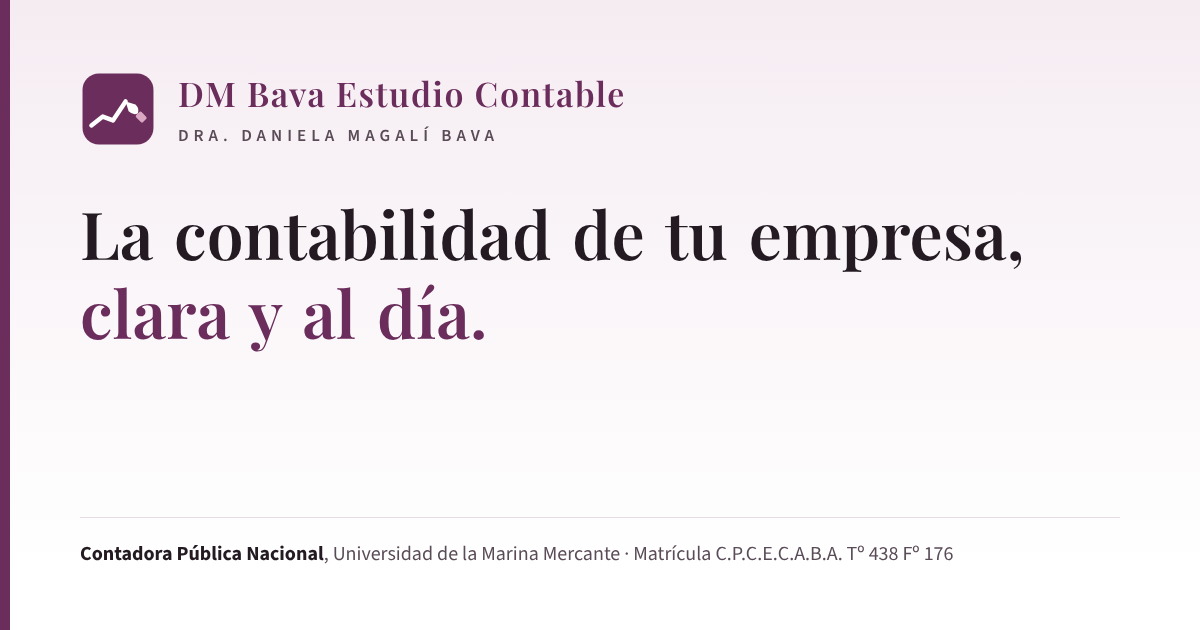 DM Bava Estudio Contable
DRA. DANIELA MAGALÍ BAVA
La contabilidad de tu empresa,
clara y al día.
Contadora Pública Nacional, Universidad de la Marina Mercante · Matrícula C.P.C.E.C.A.B.A. Tº 438 Fº 176